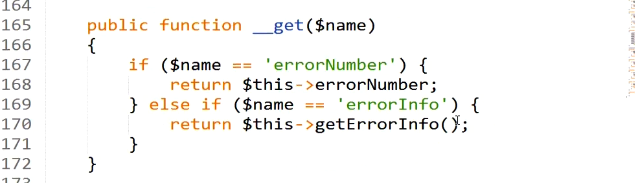 164
165 public function __get($name)
166 {
167 if ($name == 'errorNumber') {
168 return $this->errorNumber;
169 } else if ($name == 'errorInfo') {
170 return $this->getErrorInfo();
171 }
172 }
173